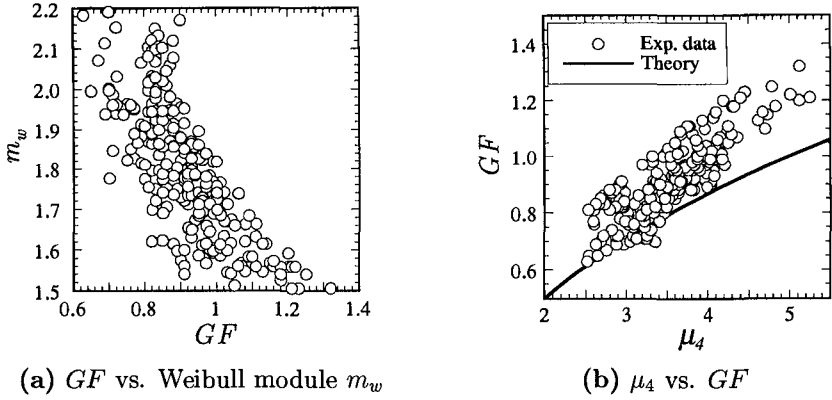 2.2
2.1
2.0
1.9
1.8
1.7
1.6
1.5
m_w
0.6 0.8 1 1.2 1.4
GF
(a) GF vs. Weibull module m_w
Exp. data
Theory
1.4
1.2
1.0
0.8
0.6
GF
2 3 4 5
μ_4
(b) μ_4 vs. GF